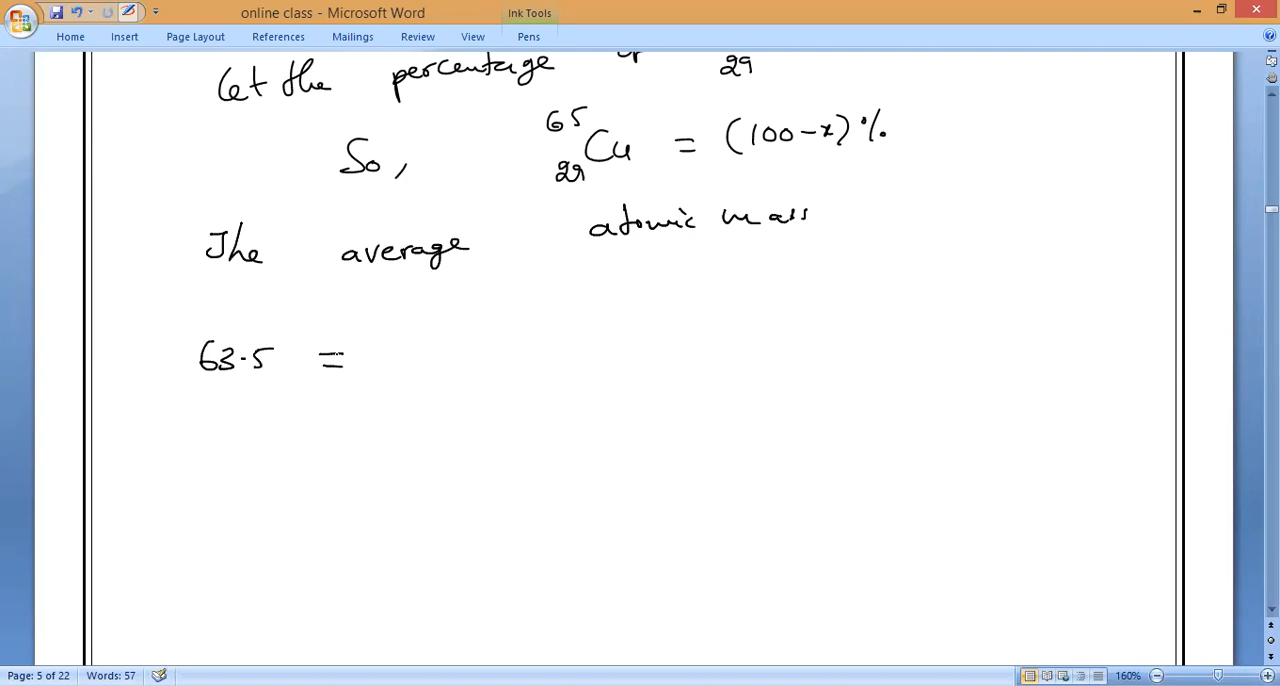 online class - Microsoft Word
Ink Tools
Home Insert Page Layout References Mailings Review View Pens
Let the percentage 29
So, 65 29 Cu = (100-x) %
The average atomic mass
63.5 =
Page: 5 of 22 Words: 57 160%